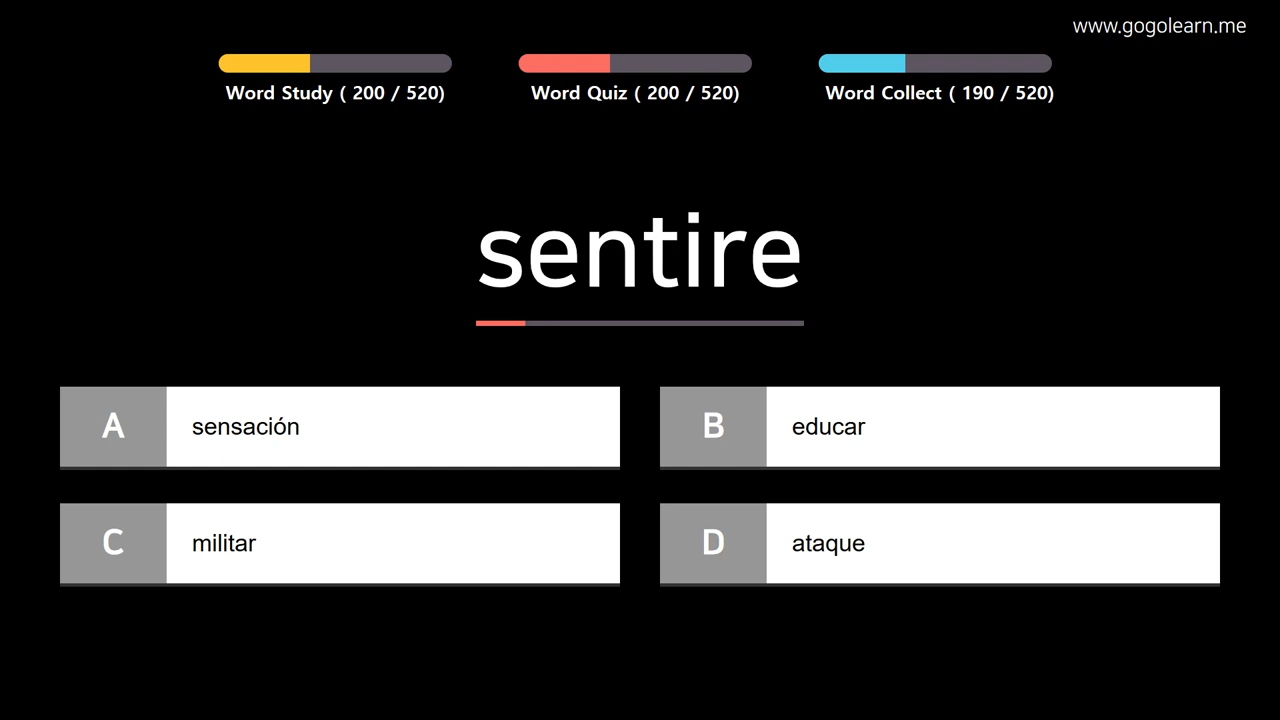 www.gogolearn.me
Word Study ( 200 / 520)
Word Quiz ( 200 / 520)
Word Collect ( 190 / 520)
sentire
A sensación
B educar
C militar
D ataque